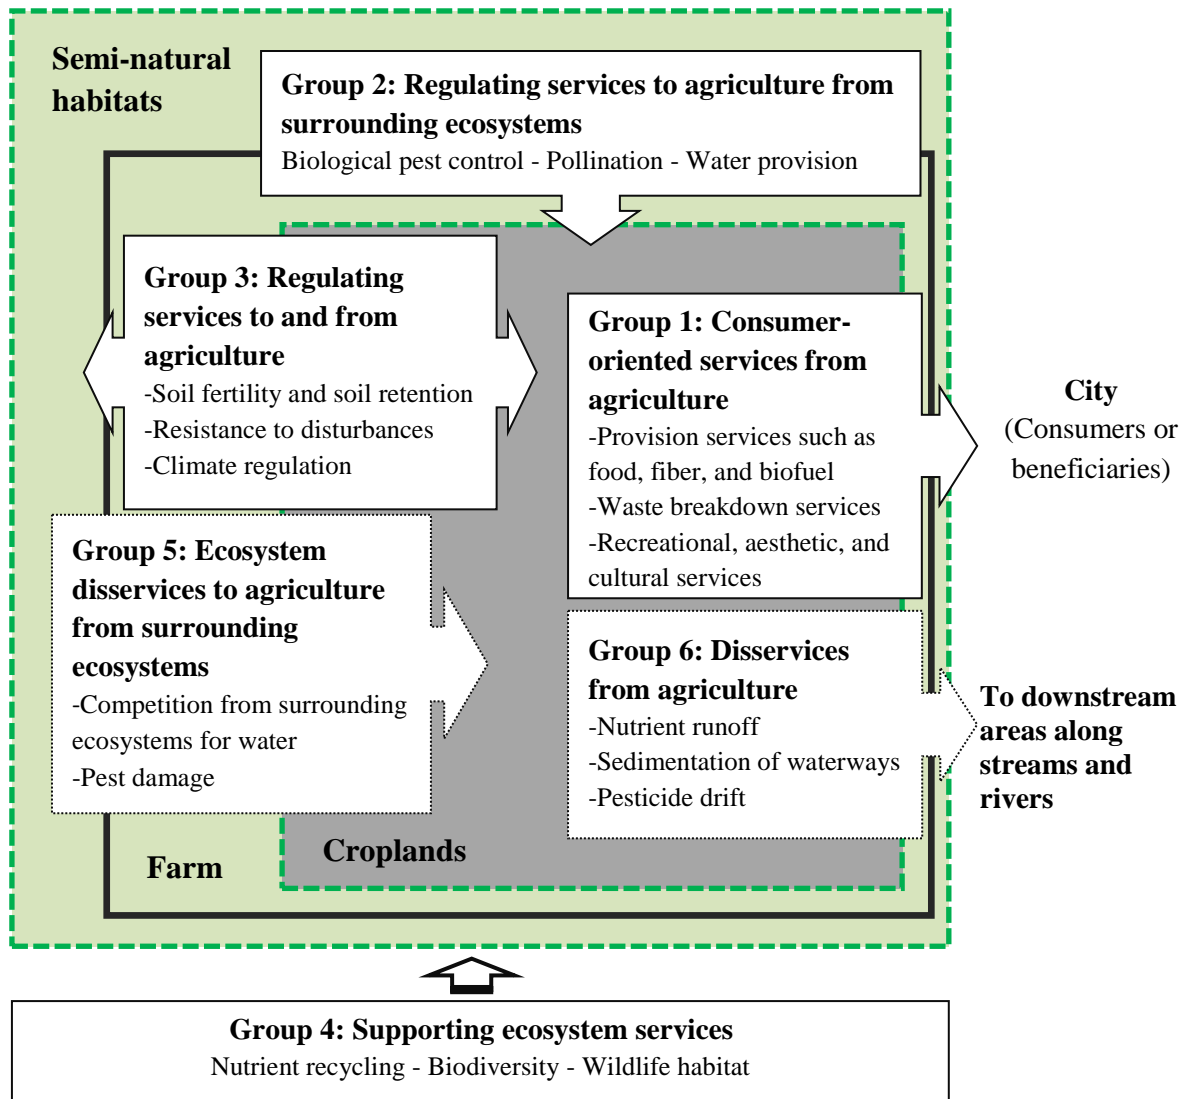 Semi-natural
habitats
Group 2: Regulating services to agriculture from
surrounding ecosystems
Biological pest control - Pollination - Water provision
Group 3: Regulating
services to and from
agriculture
-Soil fertility and soil retention
-Resistance to disturbances
-Climate regulation
Group 1: Consumer-
oriented services from
agriculture
-Provision services such as
food, fiber, and biofuel
-Waste breakdown services
-Recreational, aesthetic, and
cultural services
City
(Consumers or
beneficiaries)
Group 5: Ecosystem
disservices to agriculture
from surrounding
ecosystems
-Competition from surrounding
ecosystems for water
-Pest damage
Group 6: Disservices
from agriculture
-Nutrient runoff
-Sedimentation of waterways
-Pesticide drift
To downstream
areas along
streams and
rivers
Croplands
Farm
Group 4: Supporting ecosystem services
Nutrient recycling - Biodiversity - Wildlife habitat